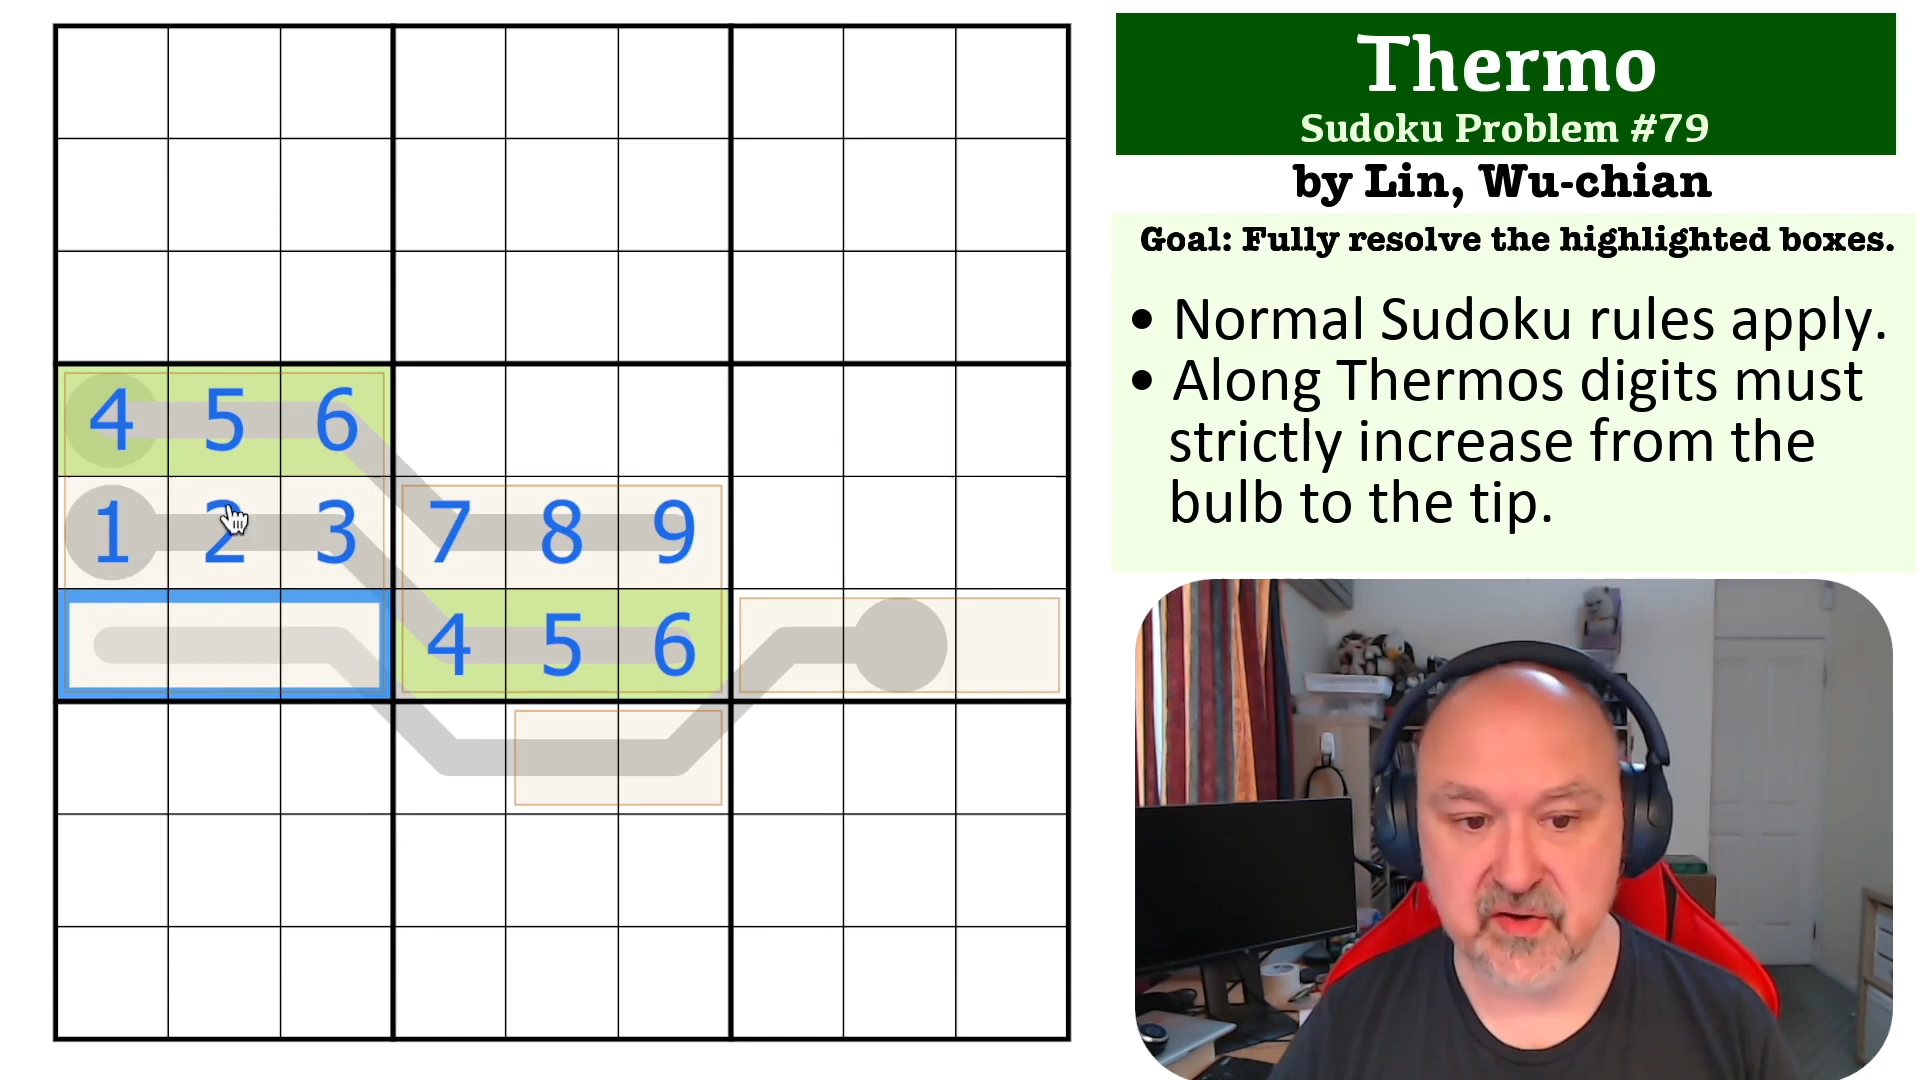 Thermo
Sudoku Problem #79
by Lin, Wu-chian
Goal: Fully resolve the highlighted boxes.
• Normal Sudoku rules apply.
• Along Thermos digits must
strictly increase from the
bulb to the tip.
4 5 6
1 2 3 7 8 9
4 5 6